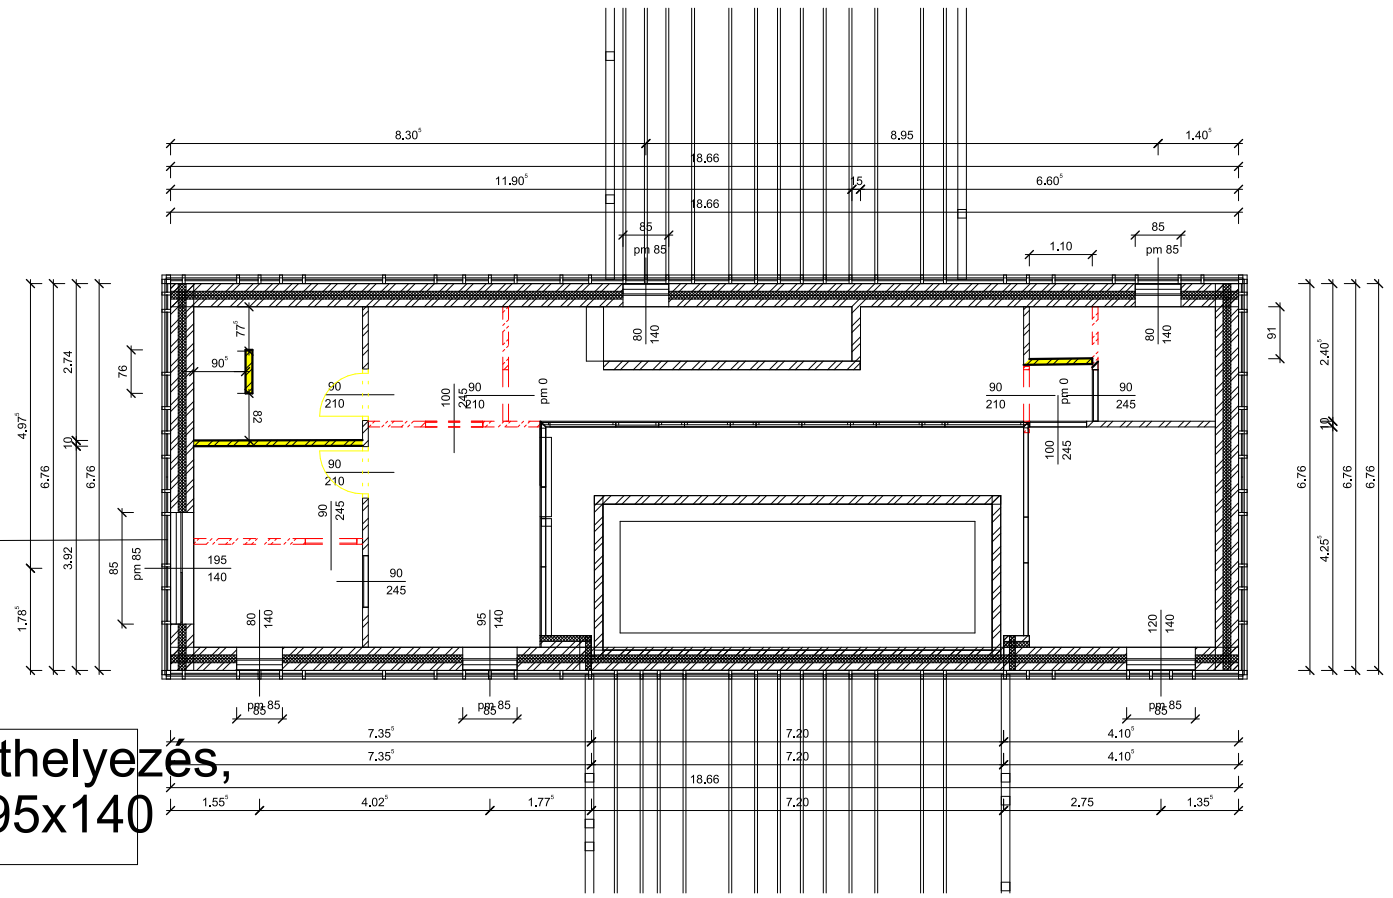 8.30⁵ 8.95 1.40⁵
18.66
11.90⁵ 15 6.60⁵
18.66
85 85
pm 85 1.10 pm 85
77⁵ 80 140 80 140 91
2.74 2.40⁵
76 90⁵
90 210 100 245 90 210 pm 0 90 210 pm 0 90 245
82
4.97⁵ 10 10
6.76 6.76 90 210 100 245 6.76 6.76 6.76
90 245
3.92 85 pm 85 195 140 4.25⁵
90 245
1.78⁵ 80 140 95 140 120 140
pm 85 pm 85 pm 85
85 85 85
7.35⁵ 7.20 4.10⁵
thelyezés,
7.35⁵ 7.20 4.10⁵
18.66
95x140
1.55⁵ 4.02⁵ 1.77⁵ 7.20 2.75 1.35⁵